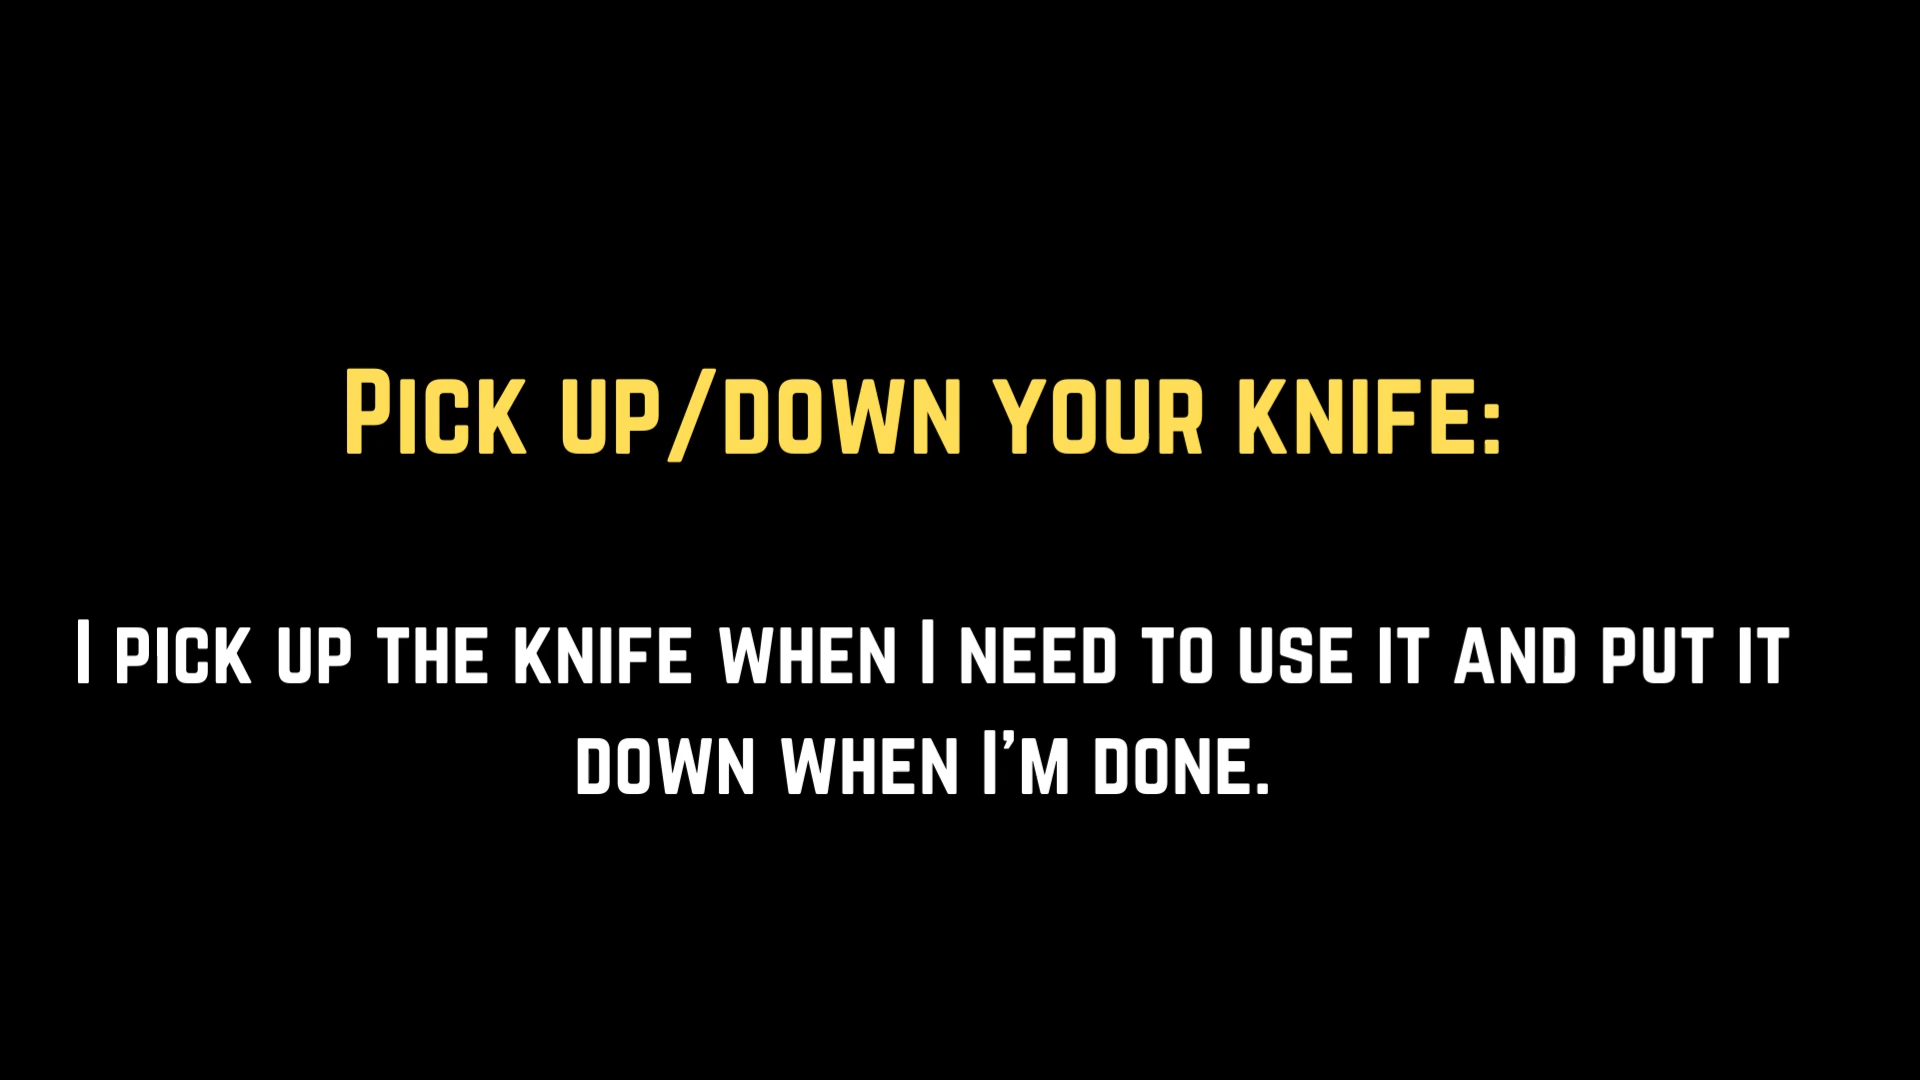 Pick up/down your knife:
I pick up the knife when I need to use it and put it
down when I'm done.